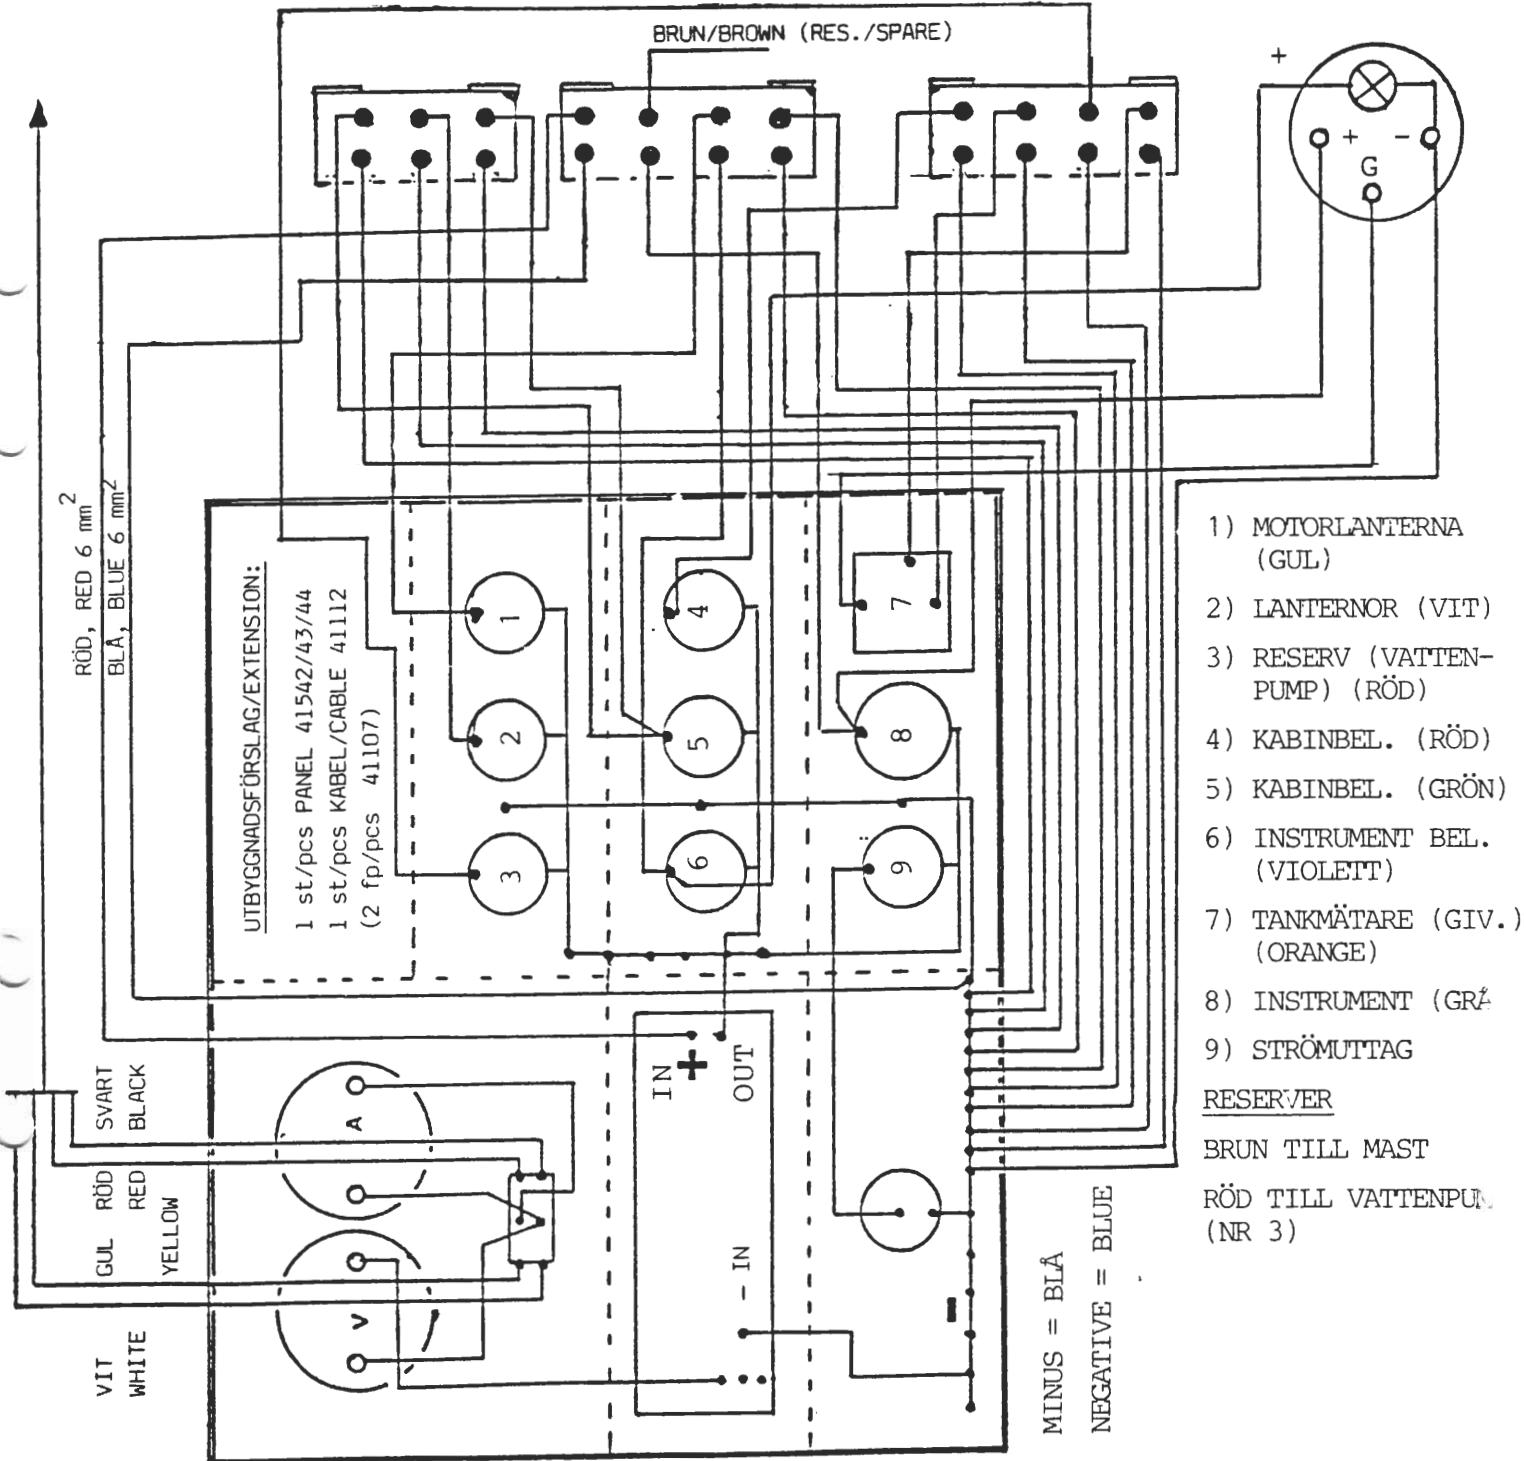 BRUN/BROWN (RES./SPARE)
+
+ -
G
RÖD, RED 6 mm²
BLÅ, BLUE 6 mm²
UTBYGGNADSFÖRSLAG/EXTENSION:
1 st/pcs PANEL 41542/43/44
1 st/pcs KABEL/CABLE 41112
(2 fp/pcs 41107)
1
2
3
4
5
6
7
8
9
IN
+
OUT
- IN
-
A
V
SVART
BLACK
RÖD
RED
GUL
YELLOW
VIT
WHITE
MINUS = BLÅ
NEGATIVE = BLUE
1) MOTORLANTERNA
(GUL)
2) LANTERNOR (VIT)
3) RESERV (VATTEN-
PUMP) (RÖD)
4) KABINBEL. (RÖD)
5) KABINBEL. (GRÖN)
6) INSTRUMENT BEL.
(VIOLETT)
7) TANKMÄTARE (GIV.)
(ORANGE)
8) INSTRUMENT (GRÅ
9) STRÖMUTTAG
RESERVER
BRUN TILL MAST
RÖD TILL
(NR 3)